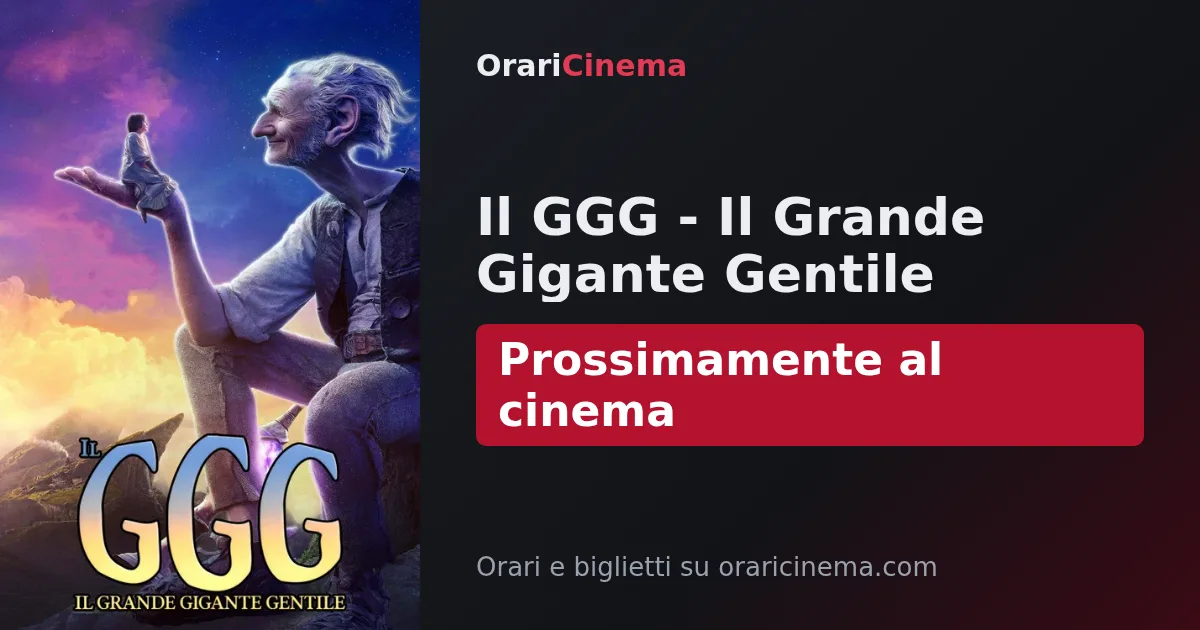 OrariCinema
Il GGG - Il Grande
Gigante Gentile
Prossimamente al
cinema
Orari e biglietti su oraricinema.com
IL
GGG
IL GRANDE GIGANTE GENTILE